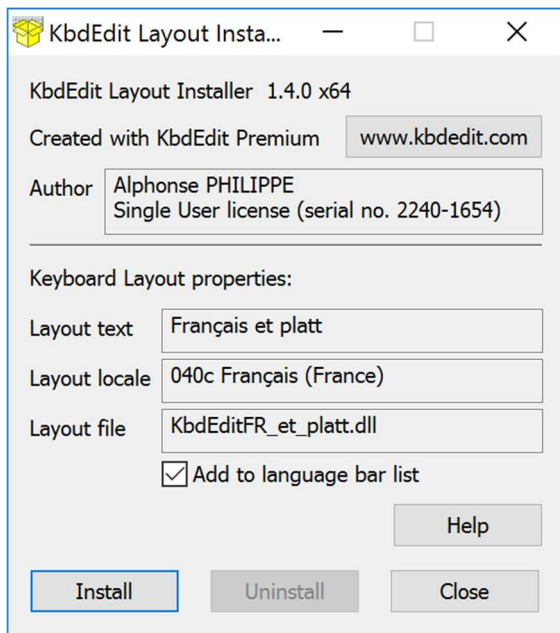 KbdEdit Layout Insta...
KbdEdit Layout Installer 1.4.0 x64
Created with KbdEdit Premium www.kbdedit.com
Author Alphonse PHILIPPE
Single User license (serial no. 2240-1654)
Keyboard Layout properties:
Layout text Français et platt
Layout locale 040c Français (France)
Layout file KbdEditFR_et_platt.dll
Add to language bar list
Help
Install Uninstall Close